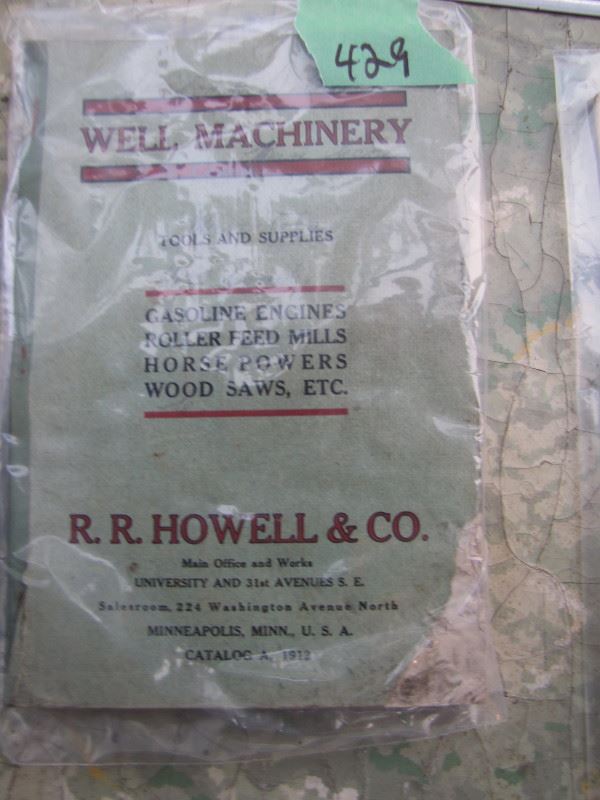 429
WELL MACHINERY
TOOLS AND SUPPLIES
GASOLINE ENGINES
ROLLER FEED MILLS
HORSE POWERS
WOOD SAWS, ETC.
R. R. HOWELL & CO.
Main Office and Works
UNIVERSITY AND 31st AVENUES S. E.
Salesroom, 224 Washington Avenue North
MINNEAPOLIS, MINN., U. S. A.
CATALOG A, 1912